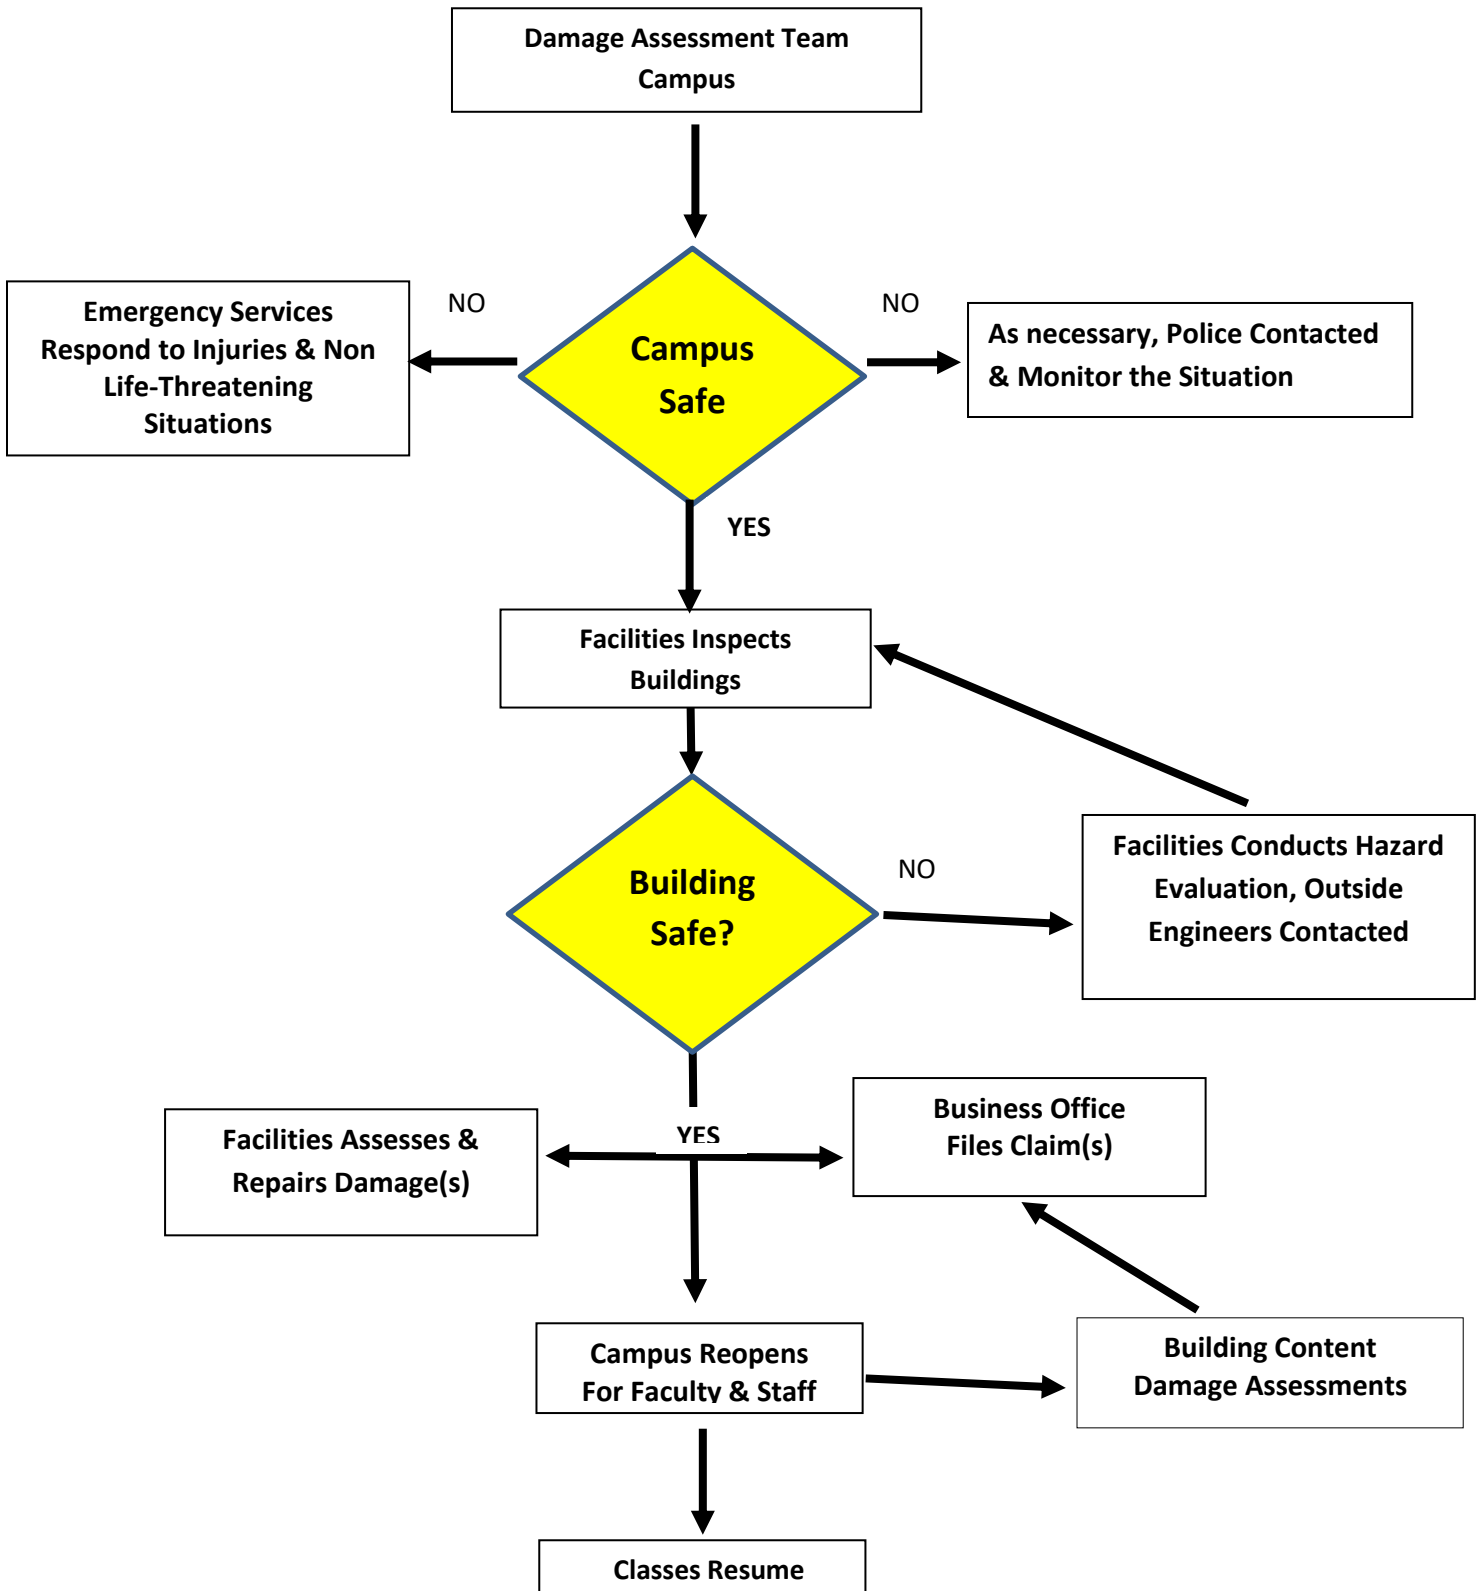 Damage Assessment Team
Campus
NO
NO
Emergency Services
Respond to Injuries & Non
Life-Threatening
Situations
Campus
Safe
As necessary, Police Contacted
& Monitor the Situation
YES
Facilities Inspects
Buildings
Building
Safe?
NO
Facilities Conducts Hazard
Evaluation, Outside
Engineers Contacted
YES
Facilities Assesses &
Repairs Damage(s)
Business Office
Files Claim(s)
Campus Reopens
For Faculty & Staff
Building Content
Damage Assessments
Classes Resume